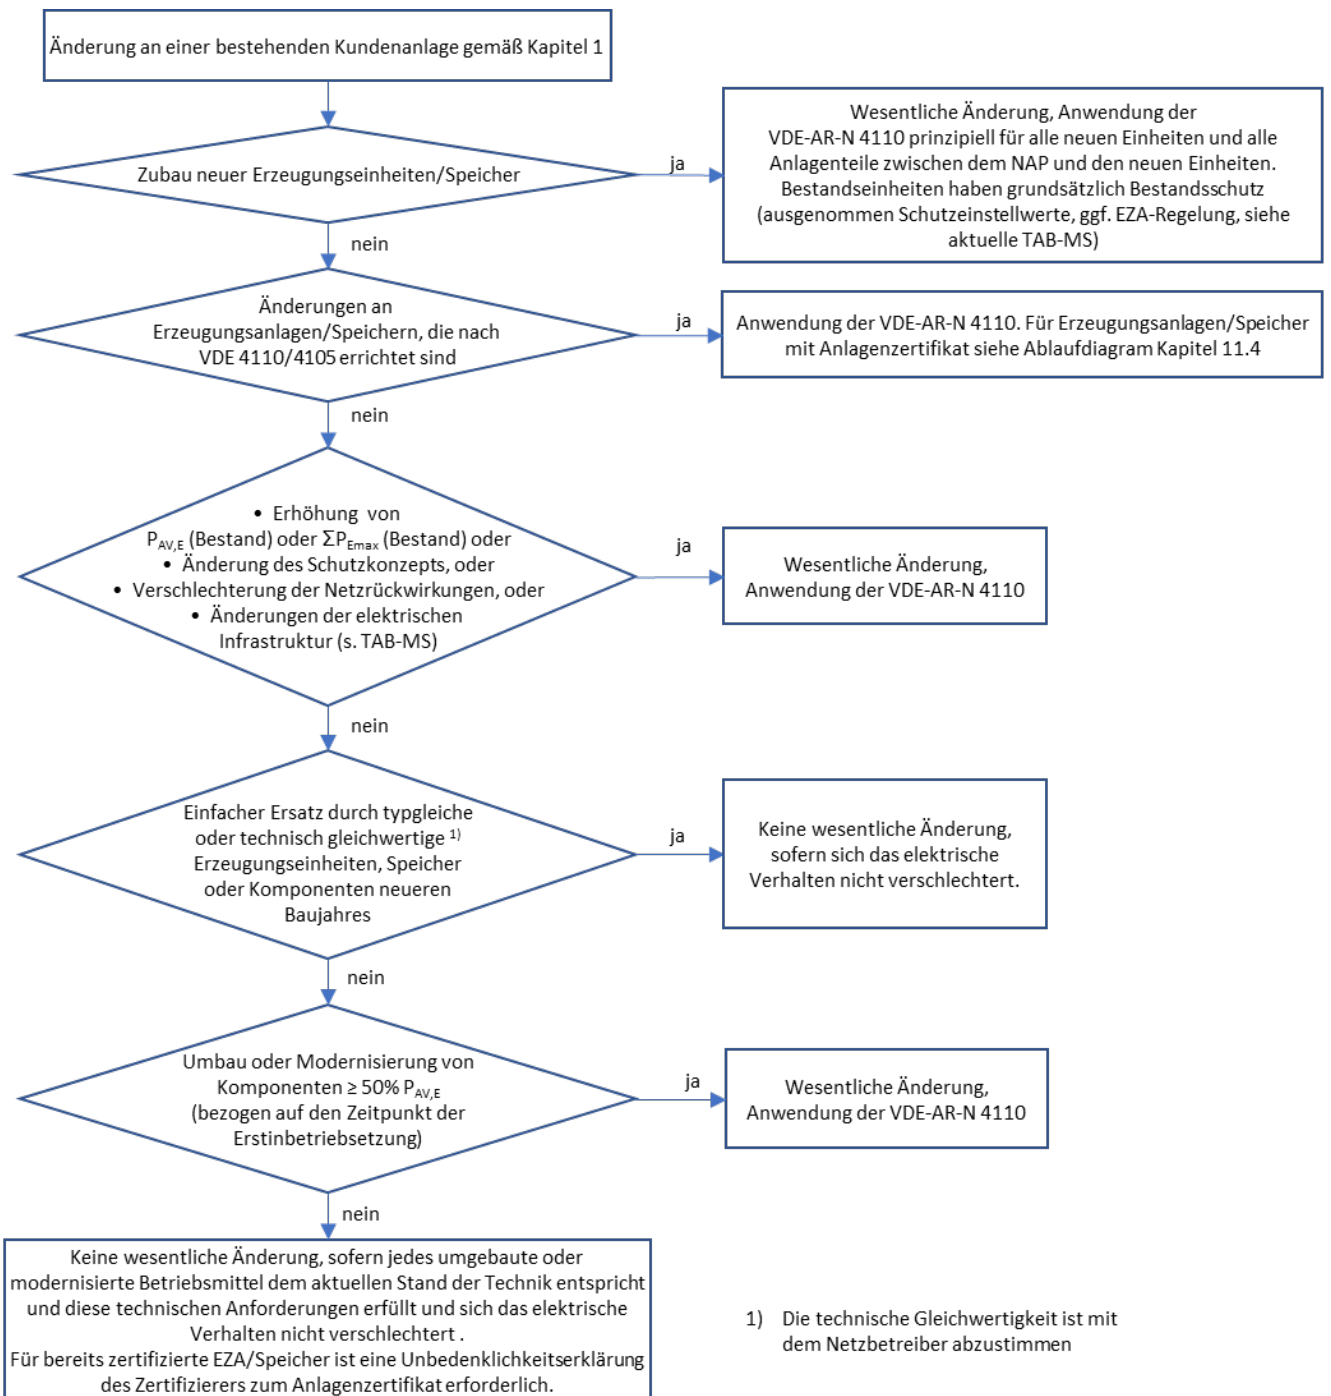 Änderung an einer bestehenden Kundenanlage gemäß Kapitel 1
Zubau neuer Erzeugungseinheiten/Speicher
ja
Wesentliche Änderung, Anwendung der
VDE-AR-N 4110 prinzipiell für alle neuen Einheiten und alle
Anlagenteile zwischen dem NAP und den neuen Einheiten.
Bestandseinheiten haben grundsätzlich Bestandsschutz
(ausgenommen Schutzeinstellwerte, ggf. EZA-Regelung, siehe
aktuelle TAB-MS)
nein
Änderungen an
Erzeugungsanlagen/Speichern, die nach
VDE 4110/4105 errichtet sind
ja
Anwendung der VDE-AR-N 4110. Für Erzeugungsanlagen/Speicher
mit Anlagenzertifikat siehe Ablaufdiagram Kapitel 11.4
nein
• Erhöhung von
P_AV,E (Bestand) oder ΣP_Emax (Bestand) oder
• Änderung des Schutzkonzepts, oder
• Verschlechterung der Netzrückwirkungen, oder
• Änderungen der elektrischen
Infrastruktur (s. TAB-MS)
ja
Wesentliche Änderung,
Anwendung der VDE-AR-N 4110
nein
Einfacher Ersatz durch typgleiche
oder technisch gleichwertige 1)
Erzeugungseinheiten, Speicher
oder Komponenten neueren
Baujahres
ja
Keine wesentliche Änderung,
sofern sich das elektrische
Verhalten nicht verschlechtert.
nein
Umbau oder Modernisierung von
Komponenten ≥ 50% P_AV,E
(bezogen auf den Zeitpunkt der
Erstinbetriebsetzung)
ja
Wesentliche Änderung,
Anwendung der VDE-AR-N 4110
nein
Keine wesentliche Änderung, sofern jedes umgebaute oder
modernisierte Betriebsmittel dem aktuellen Stand der Technik entspricht
und diese technischen Anforderungen erfüllt und sich das elektrische
Verhalten nicht verschlechtert .
Für bereits zertifizierte EZA/Speicher ist eine Unbedenklichkeitserklärung
des Zertifizierers zum Anlagenzertifikat erforderlich.
1) Die technische Gleichwertigkeit ist mit
dem Netzbetreiber abzustimmen